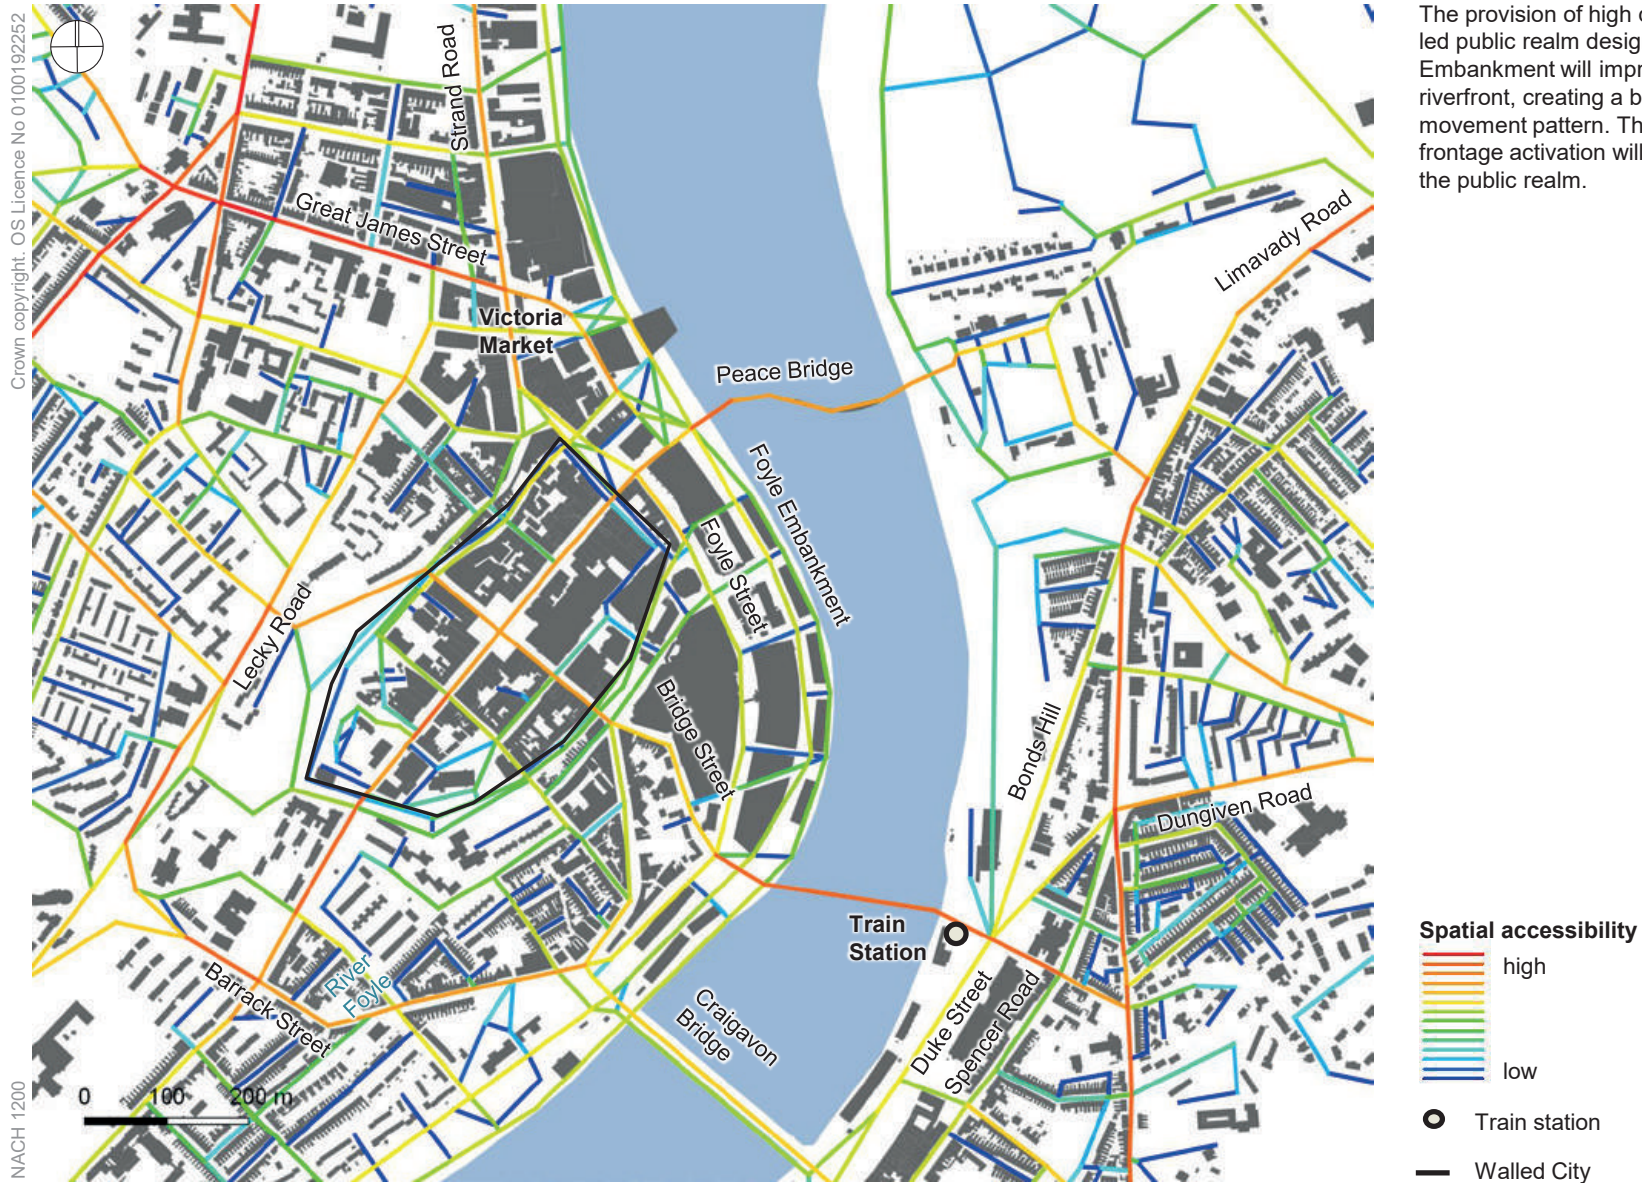 Crown copyright. OS Licence No 0100192252
NACH 1200
Strand Road
Great James Street
Victoria
Market
Peace Bridge
Limavady Road
Foyle Embankment
Foyle Street
Lecky Road
Bridge Street
Bonds Hill
Dungiven Road
Train
Station
River
Foyle
Barrack Street
Craigavon
Bridge
Duke Street
Spencer Road
0 100 200 m
The provision of high
led public realm desig
Embankment will impr
riverfront, creating a b
movement pattern. Th
frontage activation will
the public realm.
Spatial accessibility
high
low
Train station
Walled City